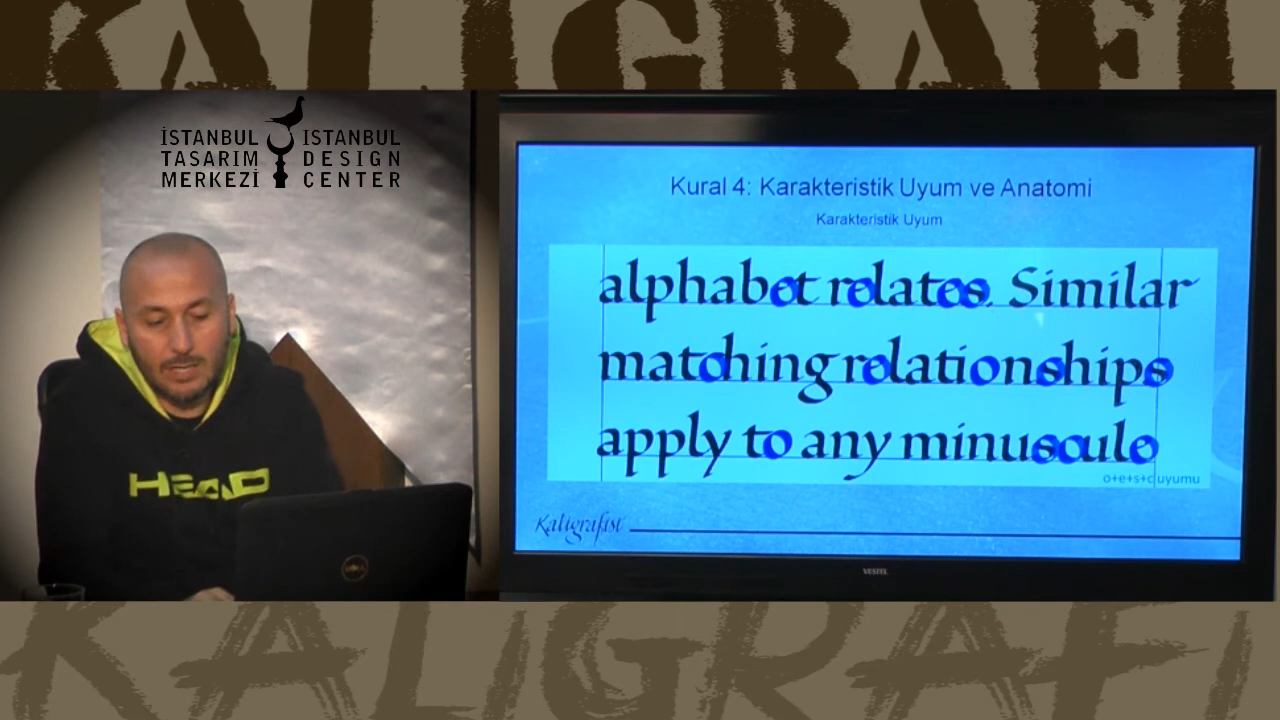 KALIGRAFI
İSTANBUL
TASARIM
MERKEZİ
ISTANBUL
DESIGN
CENTER
HEAD
DELL
Kural 4: Karakteristik Uyum ve Anatomi
Karakteristik Uyum
alphabet relates. Similar
matching relationships
apply to any minuscule
o+e+s+c uyumu
Kaligrafist
VESTEL
KALIGRAFI